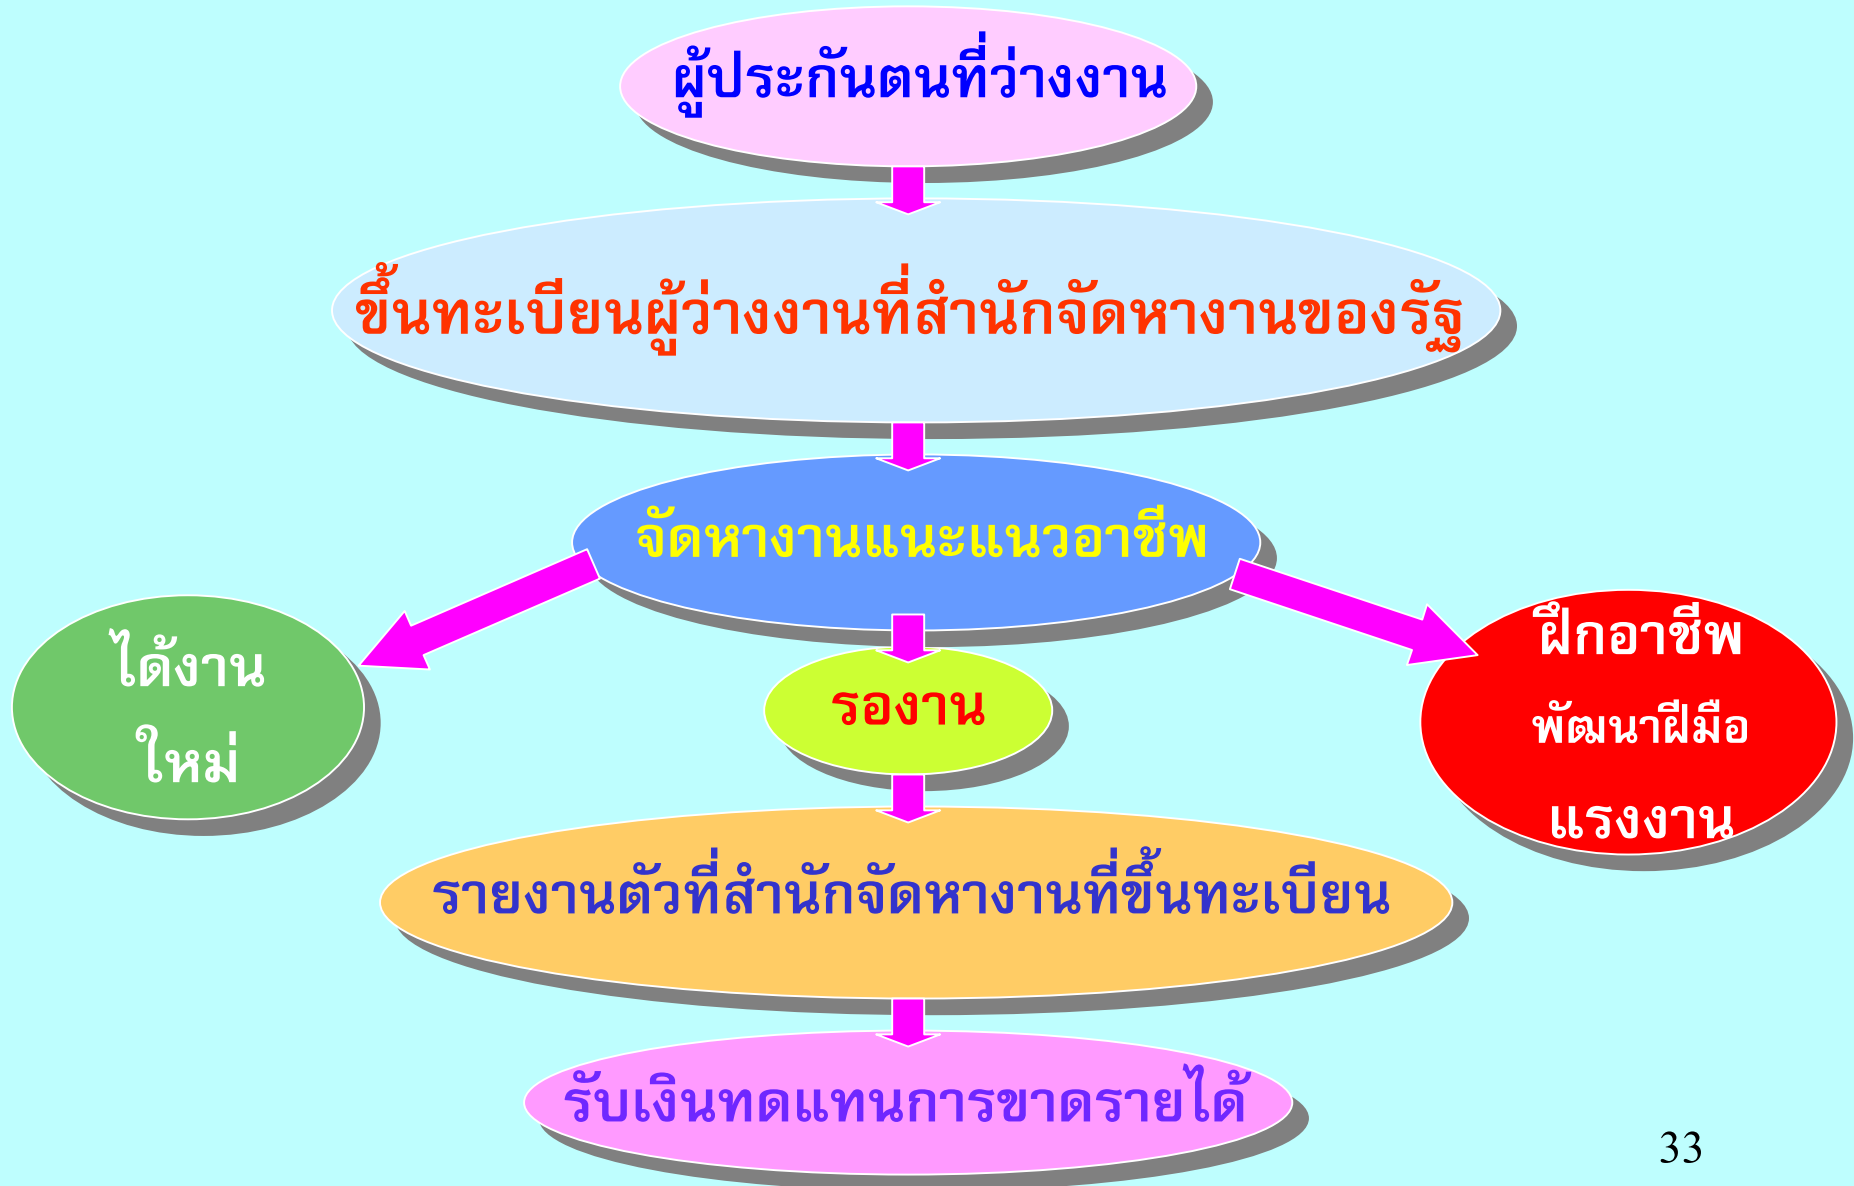 ผู้ประกันตนที่ว่างงาน
ขึ้นทะเบียนผู้ว่างงานที่สำนักจัดหางานของรัฐ
จัดหางานแนะแนวอาชีพ
ได้งาน
ใหม่
รองาน
ฝึกอาชีพ
พัฒนาฝีมือ
แรงงาน
รายงานตัวที่สำนักจัดหางานที่ขึ้นทะเบียน
รับเงินทดแทนการขาดรายได้
33